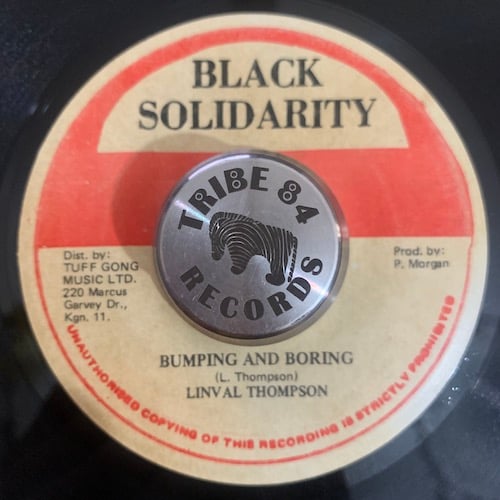 BLACK
SOLIDARITY
TRIBE 84
RECORDS
Dist. by:
TUFF GONG
MUSIC LTD.
220 Marcus
Garvey Dr.,
Kgn. 11.
Prod. by:
P. Morgan
BUMPING AND BORING
(L. Thompson)
LINVAL THOMPSON
UNAUTHORISED COPYING OF THIS RECORDING IS STRICTLY PROHIBITED